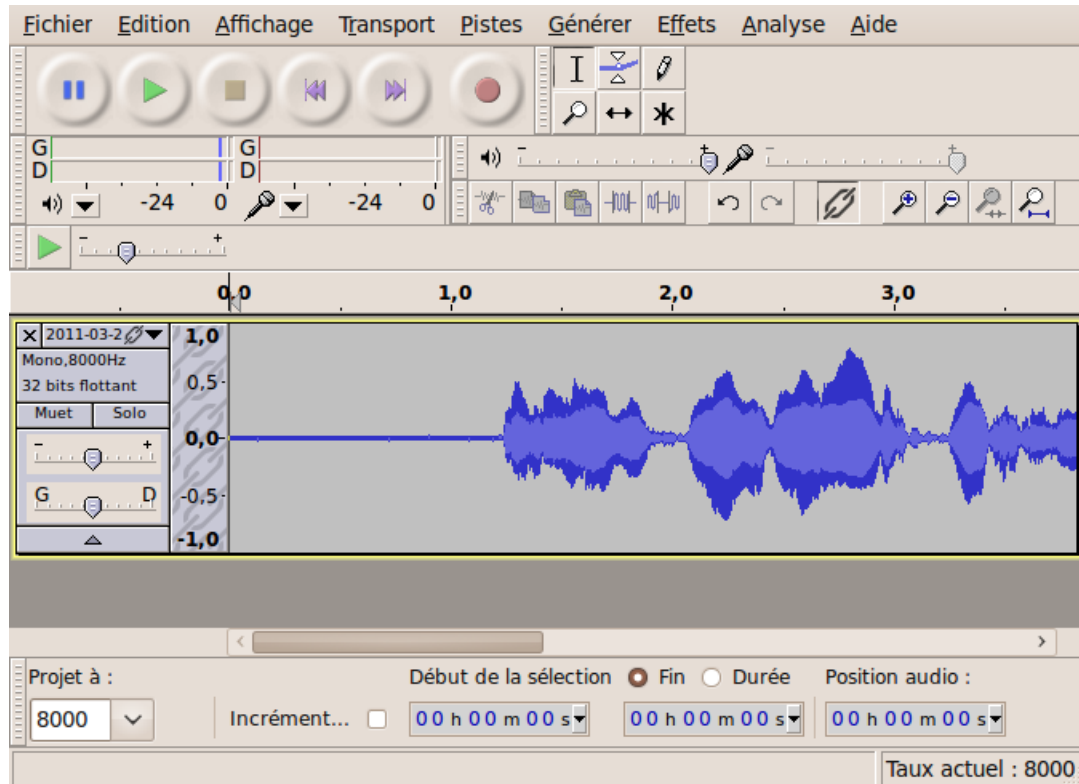 Fichier Edition Affichage Transport Pistes Générer Effets Analyse Aide
G G
D D
-24 0 -24 0
0,0 1,0 2,0 3,0
2011-03-2
Mono,8000Hz
32 bits flottant
Muet Solo
- +
G D
1,0
0,5
0,0
-0,5
-1,0
Projet à : Début de la sélection Fin Durée Position audio :
8000 Incrément... 00 h 00 m 00 s 00 h 00 m 00 s 00 h 00 m 00 s
Taux actuel : 8000